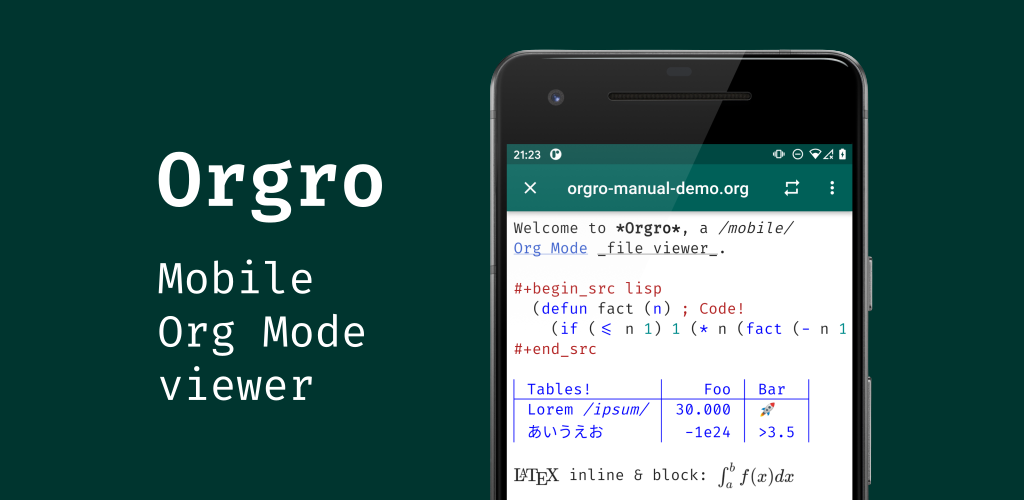 Orgro
Mobile
Org Mode
viewer
21:23
orgro-manual-demo.org
Welcome to *Orgro*, a /mobile/
Org Mode _file viewer_.
#+begin_src lisp
(defun fact (n) ; Code!
(if (≤ n 1) 1 (* n (fact (- n 1
#+end_src
Tables! Foo Bar
Lorem /ipsum/ 30.000 🚀
あいうえお -1e24 >3.5
LATEX inline & block: ∫ₐᵇ f(x)dx